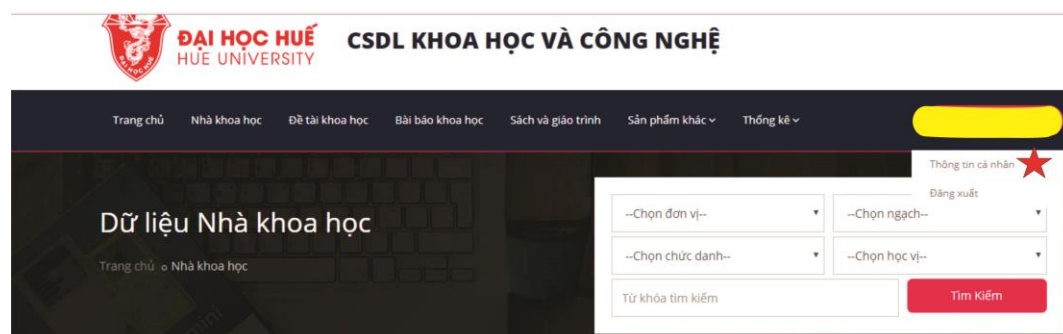 ĐẠI HỌC HUẾ
HUE UNIVERSITY
CSDL KHOA HỌC VÀ CÔNG NGHỆ
ĐẠI HỌC HUẾ
Trang chủ Nhà khoa học Đề tài khoa học Bài báo khoa học Sách và giáo trình Sản phẩm khác Thống kê
Thông tin cá nhân
Đăng xuất
Dữ liệu Nhà khoa học
Trang chủ Nhà khoa học
--Chọn đơn vị-- --Chọn ngạch--
--Chọn chức danh-- --Chọn học vị--
Từ khóa tìm kiếm Tìm Kiếm